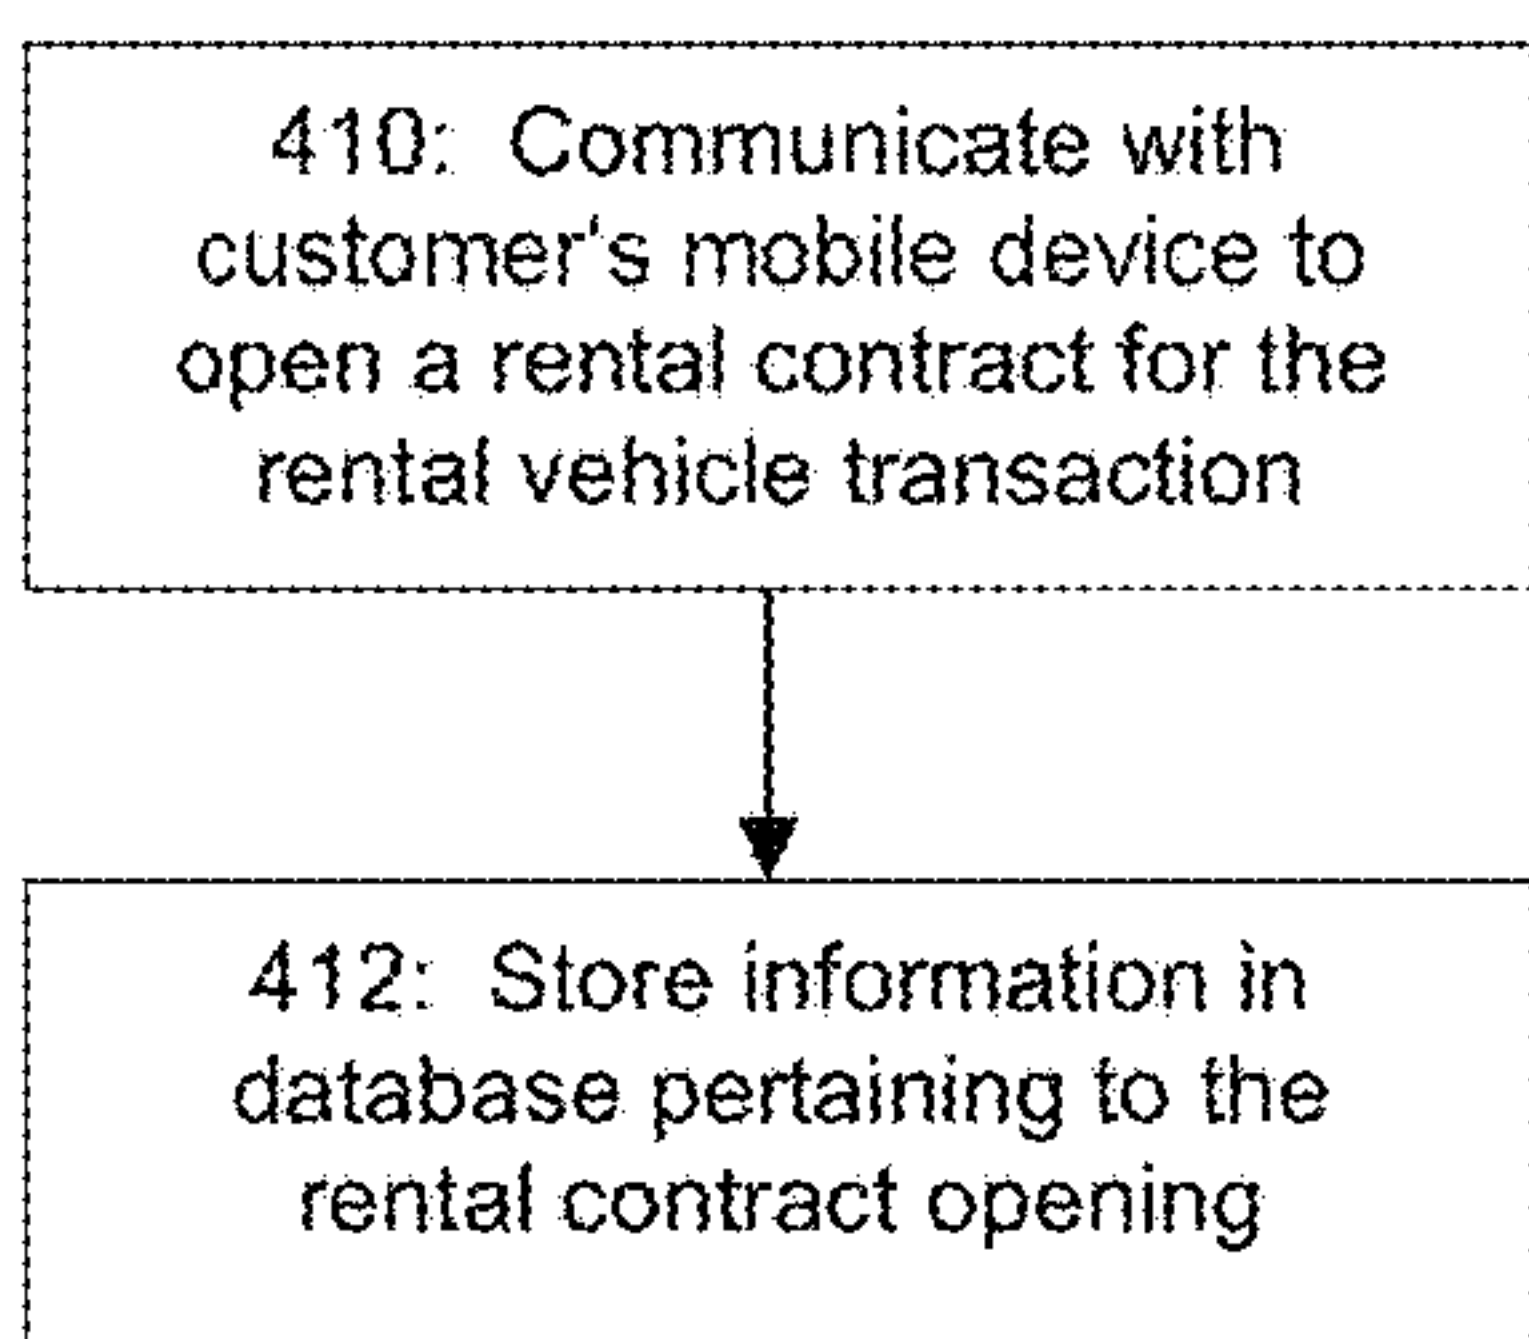 410:  Communicate with
customer's mobile device to
open a rental contract for the
rental vehicle transaction
412:  Store information in
database pertaining to the
rental contract opening